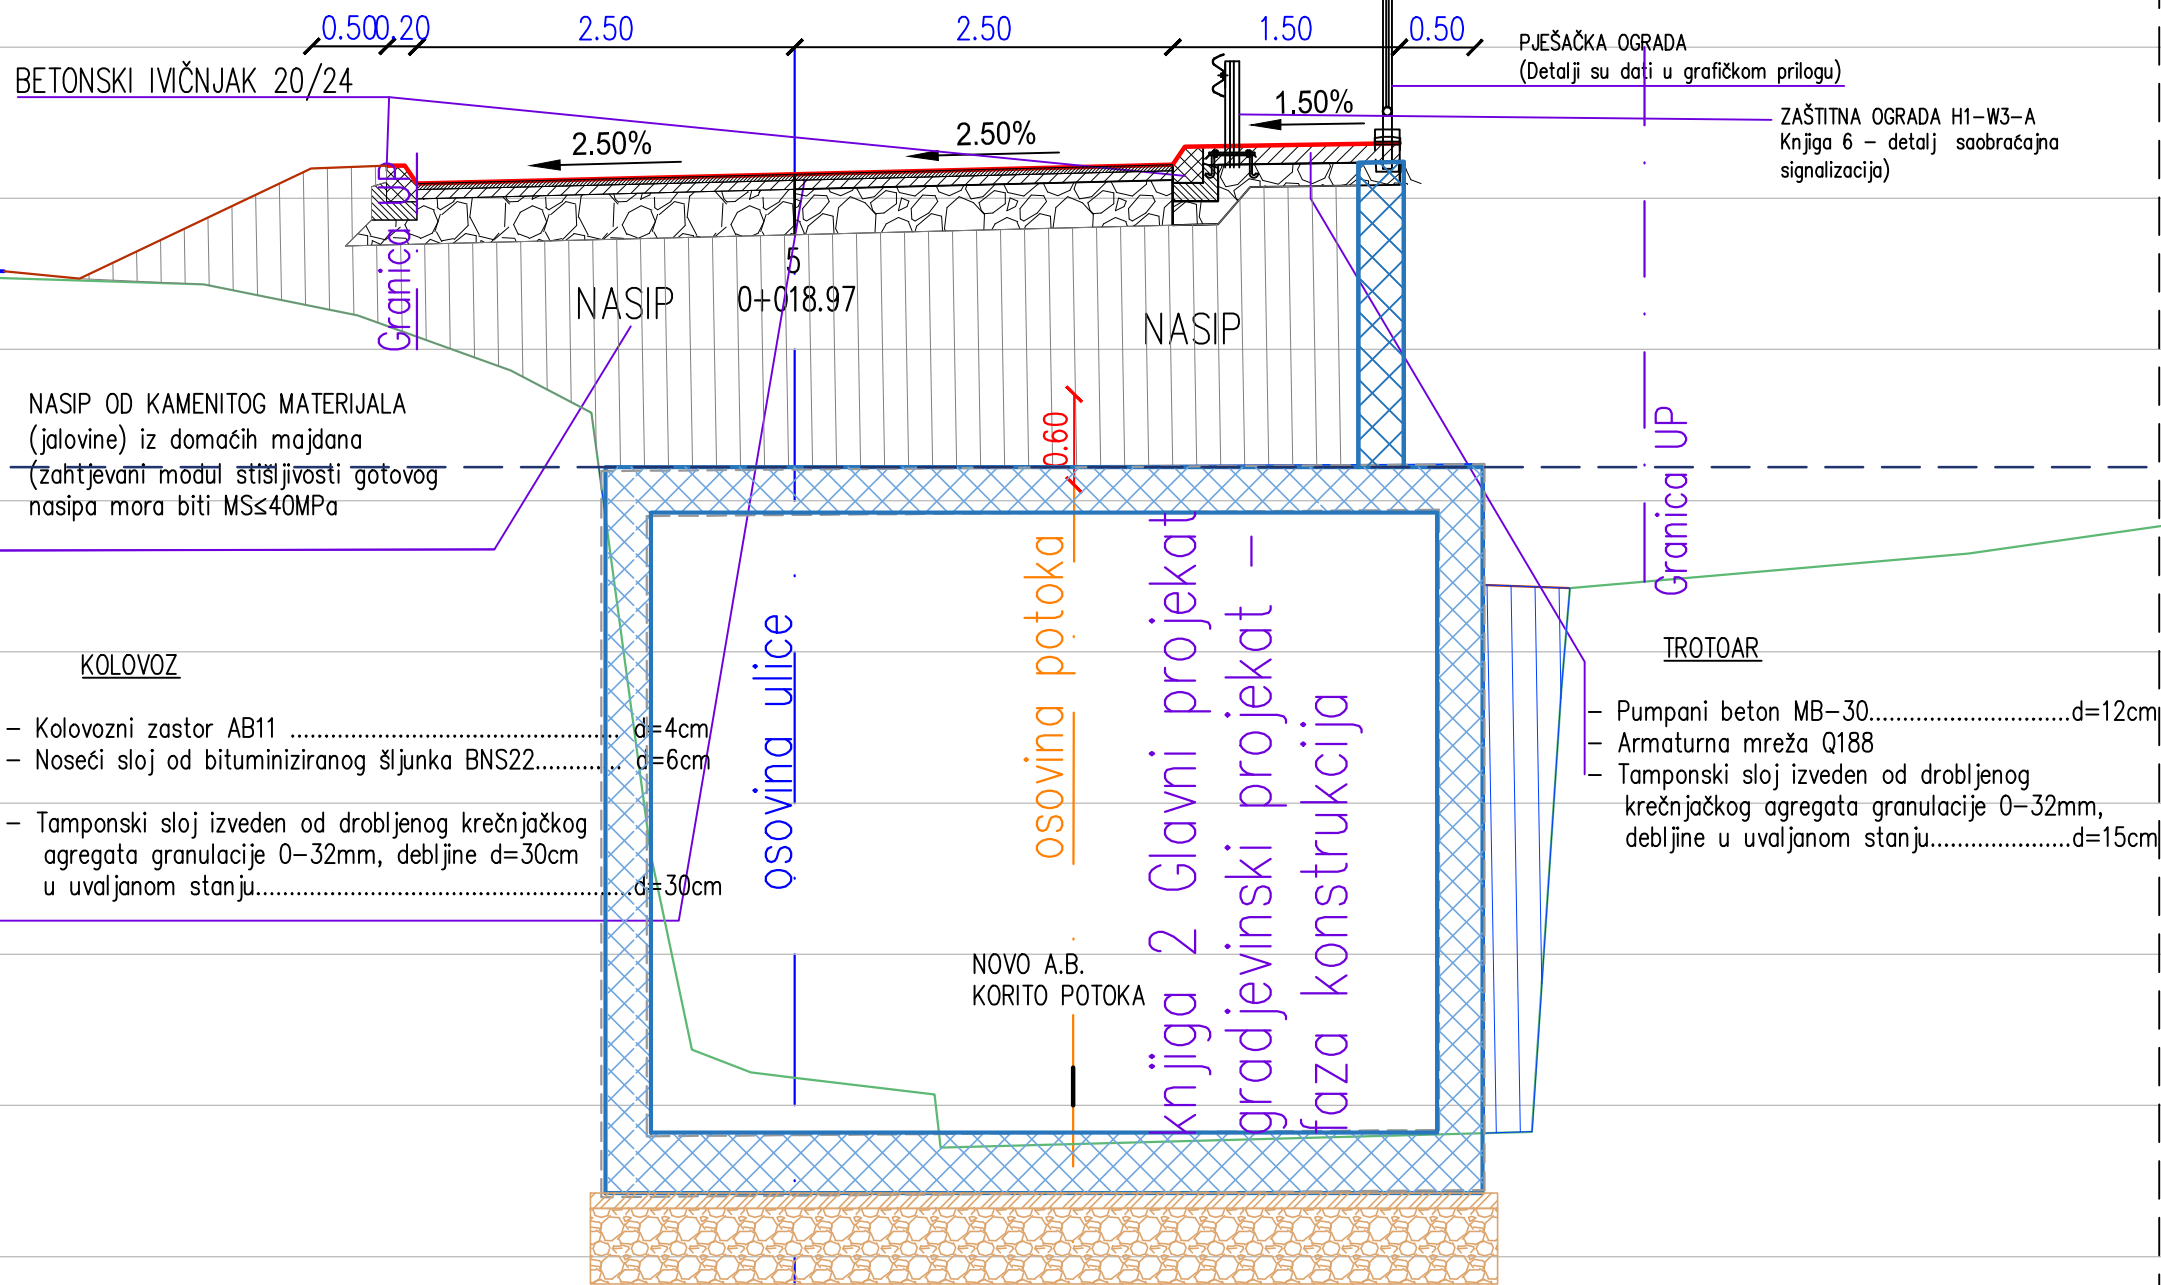 0.50 0.20 2.50 2.50 1.50 0.50
BETONSKI IVIČNJAK 20/24
PJEŠAČKA OGRADA
(Detalji su dati u grafičkom prilogu)
ZAŠTITNA OGRADA H1-W3-A
Knjiga 6 - detalj saobraćajna
signalizacija)
2.50%
2.50%
1.50%
Granica UP
5
0+018.97
NASIP
NASIP
NASIP OD KAMENITOG MATERIJALA
(jalovine) iz domaćih majdana
(zahtjevani modul stišljivosti gotovog
nasipa mora biti MS≤40MPa
0.60
Granica UP
KOLOVOZ
- Kolovozni zastor AB11 ................................................. d=4cm
- Noseći sloj od bituminiziranog šljunka BNS22............. d=6cm
- Tamponski sloj izveden od drobljenog krečnjačkog
agregata granulacije 0-32mm, debljine d=30cm
u uvaljanom stanju........................................................d=30cm
osovina ulice
osovina potoka
knjiga 2 Glavni projekat
gradjevinski projekat -
faza konstrukcija
NOVO A.B.
KORITO POTOKA
TROTOAR
- Pumpani beton MB-30..............................d=12cm
- Armaturna mreža Q188
- Tamponski sloj izveden od drobljenog
krečnjačkog agregata granulacije 0-32mm,
debljine u uvaljanom stanju.....................d=15cm